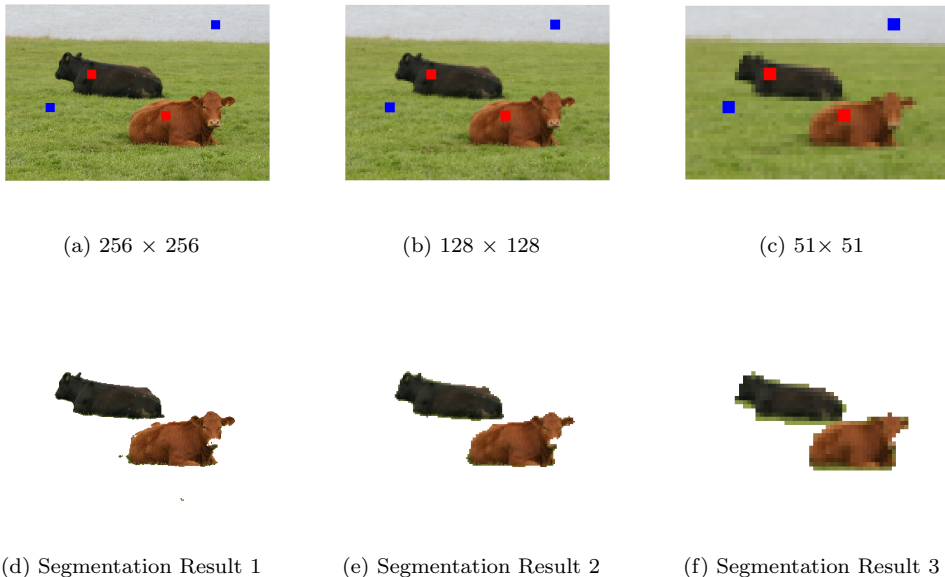 (a) 256 × 256
(b) 128 × 128
(c) 51× 51
(d) Segmentation Result 1
(e) Segmentation Result 2
(f) Segmentation Result 3